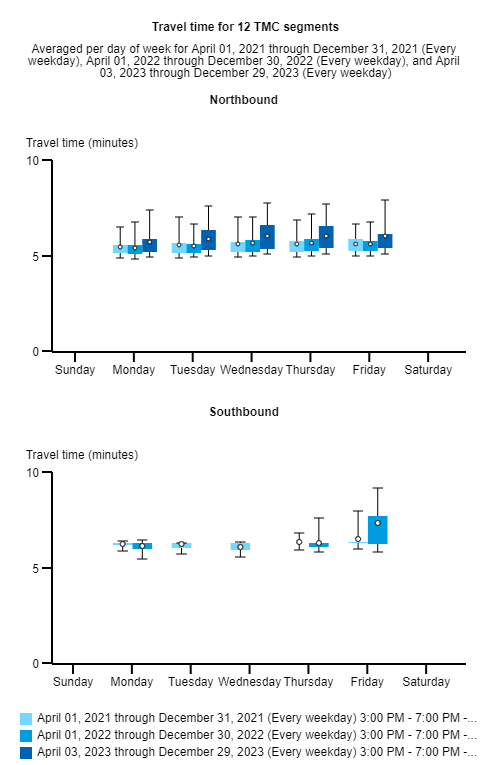 Travel time for 12 TMC segments
Averaged per day of week for April 01, 2021 through December 31, 2021 (Every
weekday), April 01, 2022 through December 30, 2022 (Every weekday), and April
03, 2023 through December 29, 2023 (Every weekday)
Northbound
Travel time (minutes)
10
5
0
Sunday Monday Tuesday Wednesday Thursday Friday Saturday
Southbound
Travel time (minutes)
10
5
0
Sunday Monday Tuesday Wednesday Thursday Friday Saturday
April 01, 2021 through December 31, 2021 (Every weekday) 3:00 PM - 7:00 PM -...
April 01, 2022 through December 30, 2022 (Every weekday) 3:00 PM - 7:00 PM -...
April 03, 2023 through December 29, 2023 (Every weekday) 3:00 PM - 7:00 PM -...